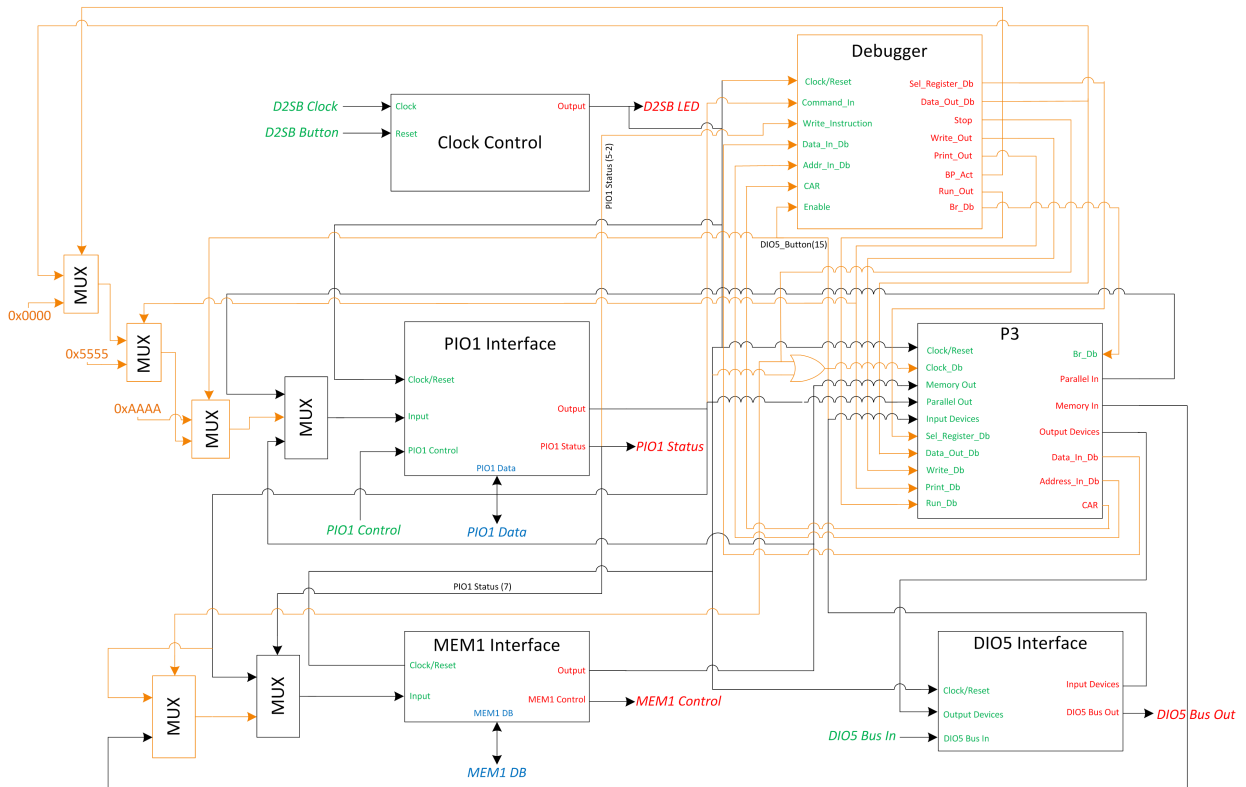 Debugger
Clock/Reset
Command_In
Write_Instruction
Data_In_Db
Addr_In_Db
CAR
Enable
Sel_Register_Db
Data_Out_Db
Stop
Write_Out
Print_Out
BP_Act
Run_Out
Br_Db
D2SB Clock
D2SB Button
Clock
Reset
Output
Clock Control
D2SB LED
PIO1 Status (5-2)
DIO5_Button(15)
MUX
0x0000
MUX
0x5555
MUX
0xAAAA
MUX
PIO1 Interface
Clock/Reset
Input
PIO1 Control
Output
PIO1 Status
PIO1 Data
PIO1 Status
PIO1 Control
PIO1 Data
P3
Clock/Reset
Clock_Db
Memory Out
Parallel Out
Input Devices
Sel_Register_Db
Data_Out_Db
Write_Db
Print_Db
Run_Db
Br_Db
Parallel In
Memory In
Output Devices
Data_In_Db
Address_In_Db
CAR
PIO1 Status (7)
MUX
MUX
MEM1 Interface
Clock/Reset
Input
Output
MEM1 Control
MEM1 DB
MEM1 Control
MEM1 DB
DIO5 Interface
Clock/Reset
Output Devices
DIO5 Bus In
Input Devices
DIO5 Bus Out
DIO5 Bus In
DIO5 Bus Out